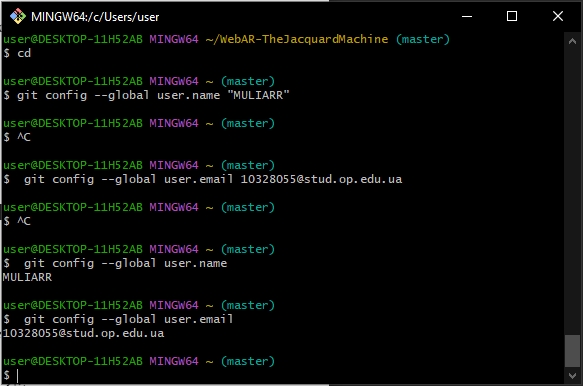 MINGW64:/c/Users/user
user@DESKTOP-11H52AB MINGW64 ~/WebAR-TheJacquardMachine (master)
$ cd
user@DESKTOP-11H52AB MINGW64 ~ (master)
$ git config --global user.name "MULIARR"
user@DESKTOP-11H52AB MINGW64 ~ (master)
$ ^C
user@DESKTOP-11H52AB MINGW64 ~ (master)
$  git config --global user.email 10328055@stud.op.edu.ua
user@DESKTOP-11H52AB MINGW64 ~ (master)
$ ^C
user@DESKTOP-11H52AB MINGW64 ~ (master)
$  git config --global user.name
MULIARR
user@DESKTOP-11H52AB MINGW64 ~ (master)
$  git config --global user.email
10328055@stud.op.edu.ua
user@DESKTOP-11H52AB MINGW64 ~ (master)
$